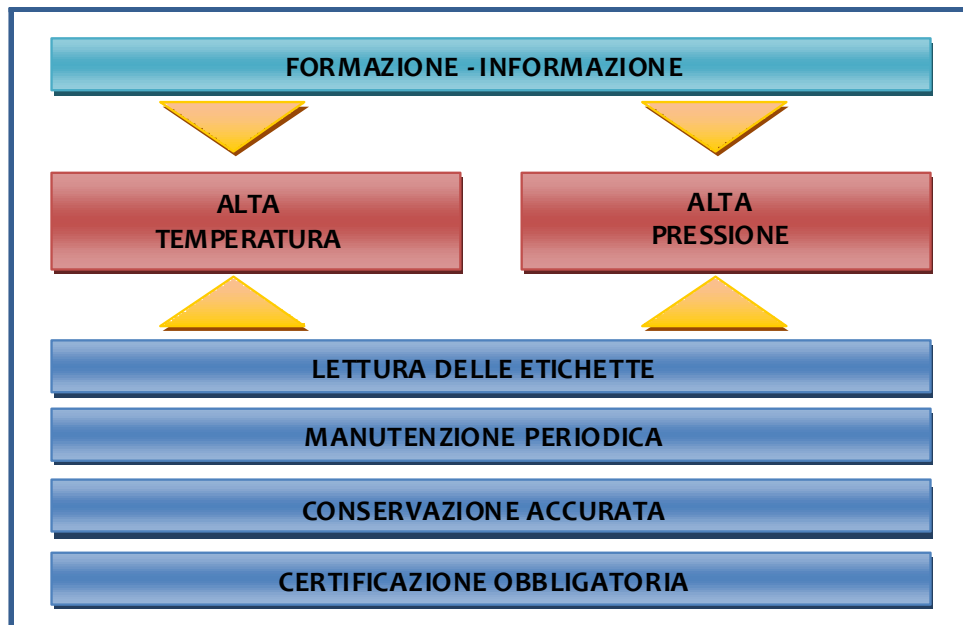 FORMAZIONE - INFORMAZIONE
ALTA
TEMPERATURA
ALTA
PRESSIONE
LETTURA DELLE ETICHETTE
MANUTENZIONE PERIODICA
CONSERVAZIONE ACCURATA
CERTIFICAZIONE OBBLIGATORIA